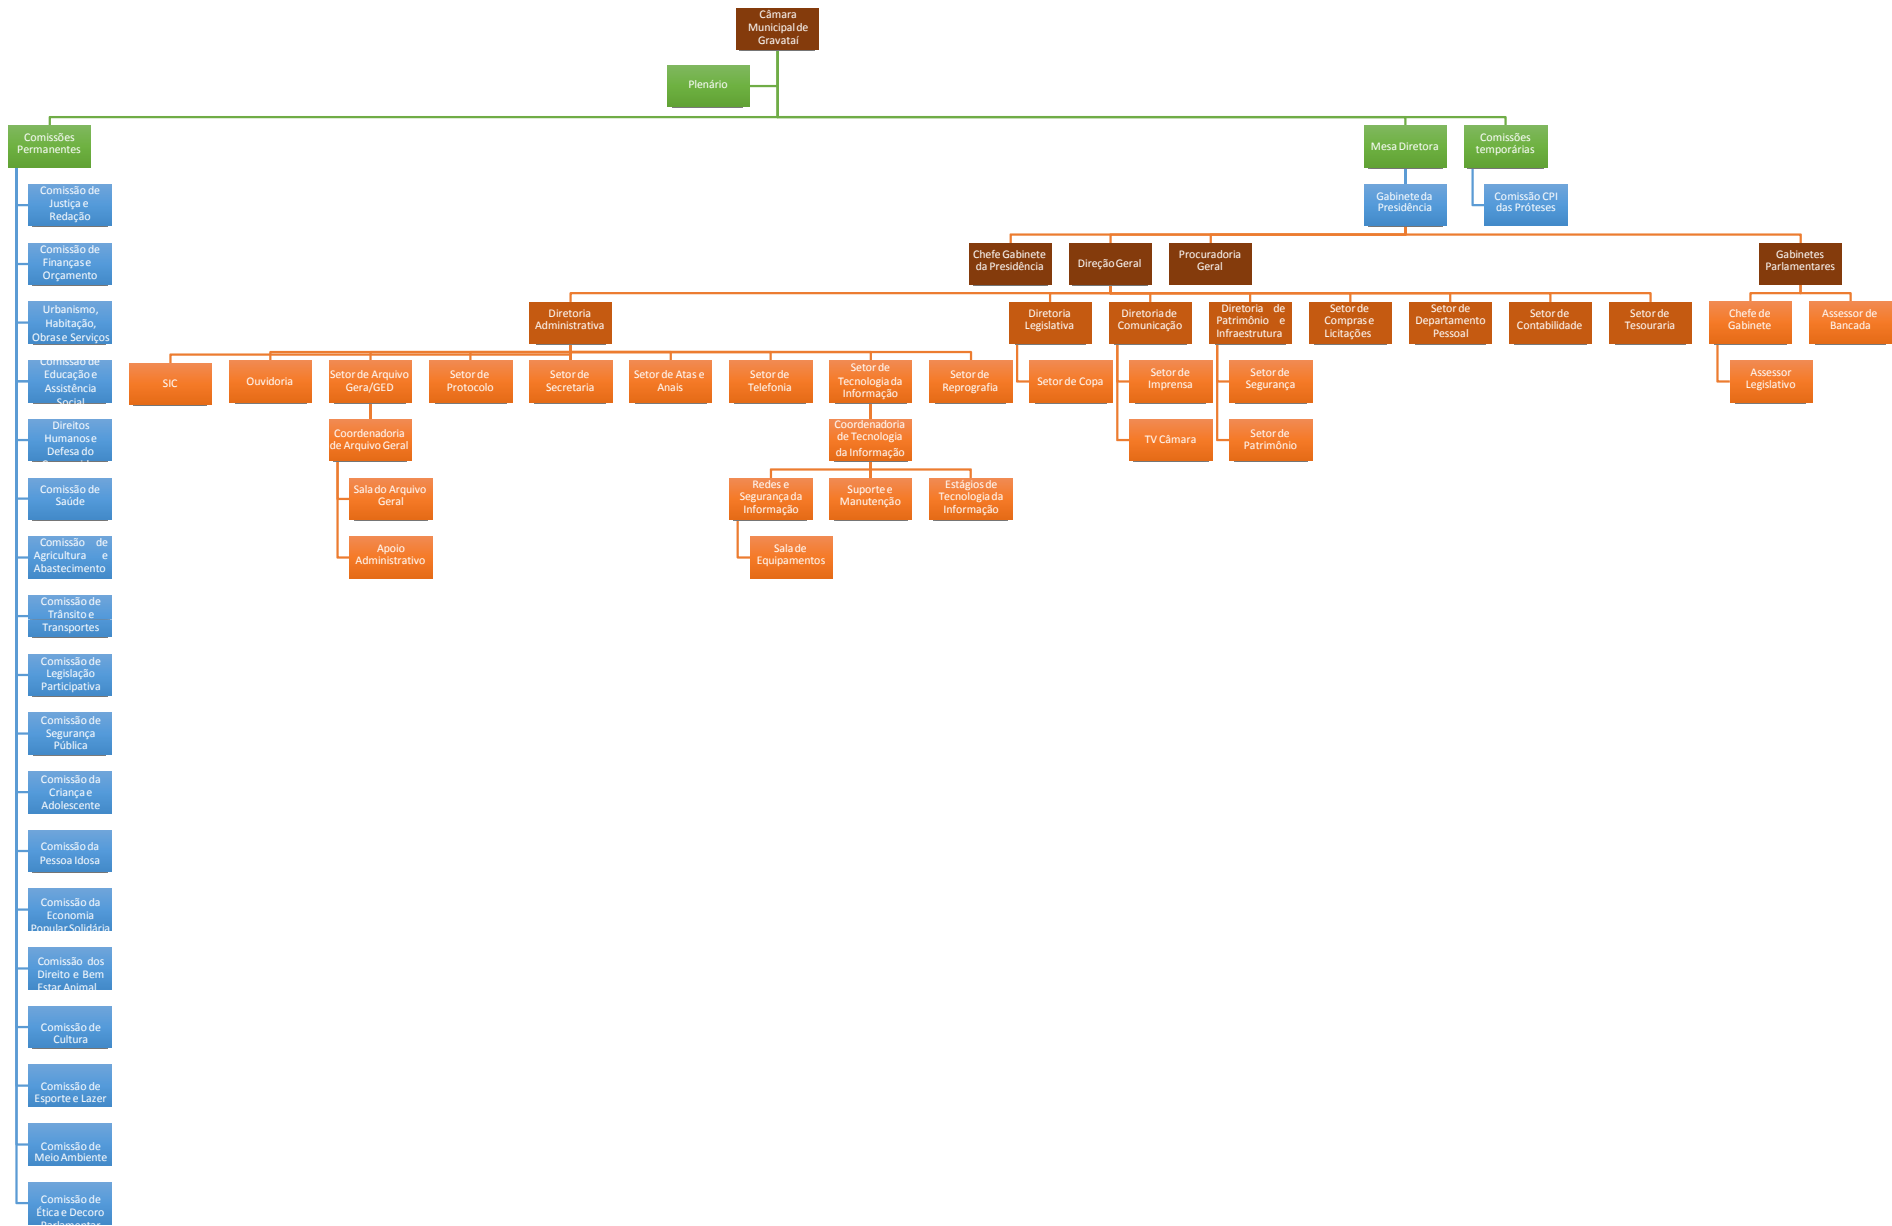 Câmara
Municipal de
Gravataí
Plenário
Comissões
Permanentes
Mesa Diretora
Comissões
temporárias
Comissão de
Justiça e
Redação
Gabinete da
Presidência
Comissão CPI
das Próteses
Comissão de
Finanças e
Orçamento
Chefe Gabinete
da Presidência
Direção Geral
Procuradoria
Geral
Gabinetes
Parlamentares
Urbanismo,
Habitação,
Obras e Serviços
Diretoria
Administrativa
Diretoria
Legislativa
Diretoria de
Comunicação
Diretoria de
Patrimônio e
Infraestrutura
Setor de
Compras e
Licitações
Setor de
Departamento
Pessoal
Setor de
Contabilidade
Setor de
Tesouraria
Chefe de
Gabinete
Assessor de
Bancada
Comissão de
Educação e
Assistência
Social
SIC
Ouvidoria
Setor de Arquivo
Gera/GED
Setor de
Protocolo
Setor de
Secretaria
Setor de Atas e
Anais
Setor de
Telefonia
Setor de
Tecnologia da
Informação
Setor de
Reprografia
Setor de Copa
Setor de
Imprensa
Setor de
Segurança
Assessor
Legislativo
Direitos
Humanos e
Defesa do
Coordenadoria
de Arquivo Geral
Coordenadoria
de Tecnologia
da Informação
TV Câmara
Setor de
Patrimônio
Comissão de
Saúde
Sala do Arquivo
Geral
Redes e
Segurança da
Informação
Suporte e
Manutenção
Estágios de
Tecnologia da
Informação
Comissão de
Agricultura e
Abastecimento
Apoio
Administrativo
Sala de
Equipamentos
Comissão de
Trânsito e
Transportes
Comissão de
Legislação
Participativa
Comissão de
Segurança
Pública
Comissão da
Criança e
Adolescente
Comissão da
Pessoa Idosa
Comissão da
Economia
Popular Solidária
Comissão dos
Direito e Bem
Estar Animal
Comissão de
Cultura
Comissão de
Esporte e Lazer
Comissão de
Meio Ambiente
Comissão de
Ética e Decoro
Parlamentar